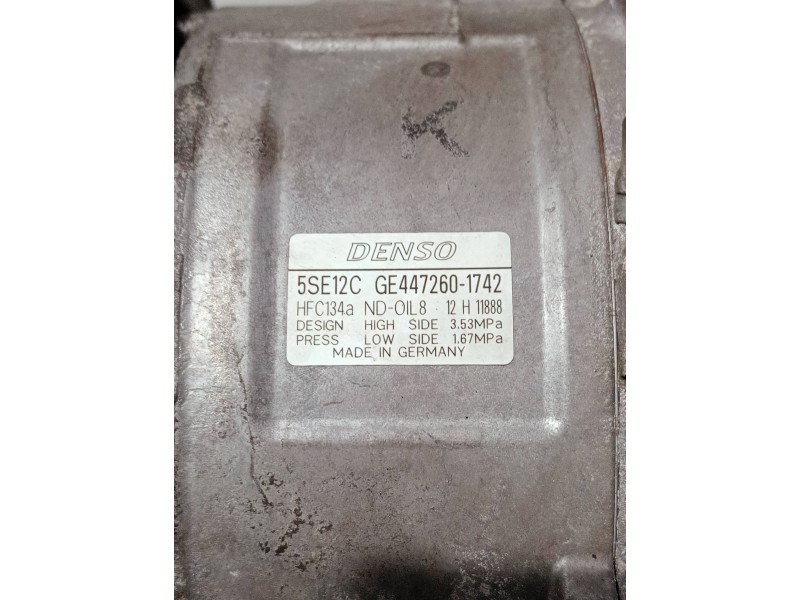 K
DENSO
5SE12C GE447260-1742
HFC134a ND-OIL8 12 H 11888
DESIGN HIGH SIDE 3.53MPa
PRESS LOW SIDE 1.67MPa
MADE IN GERMANY